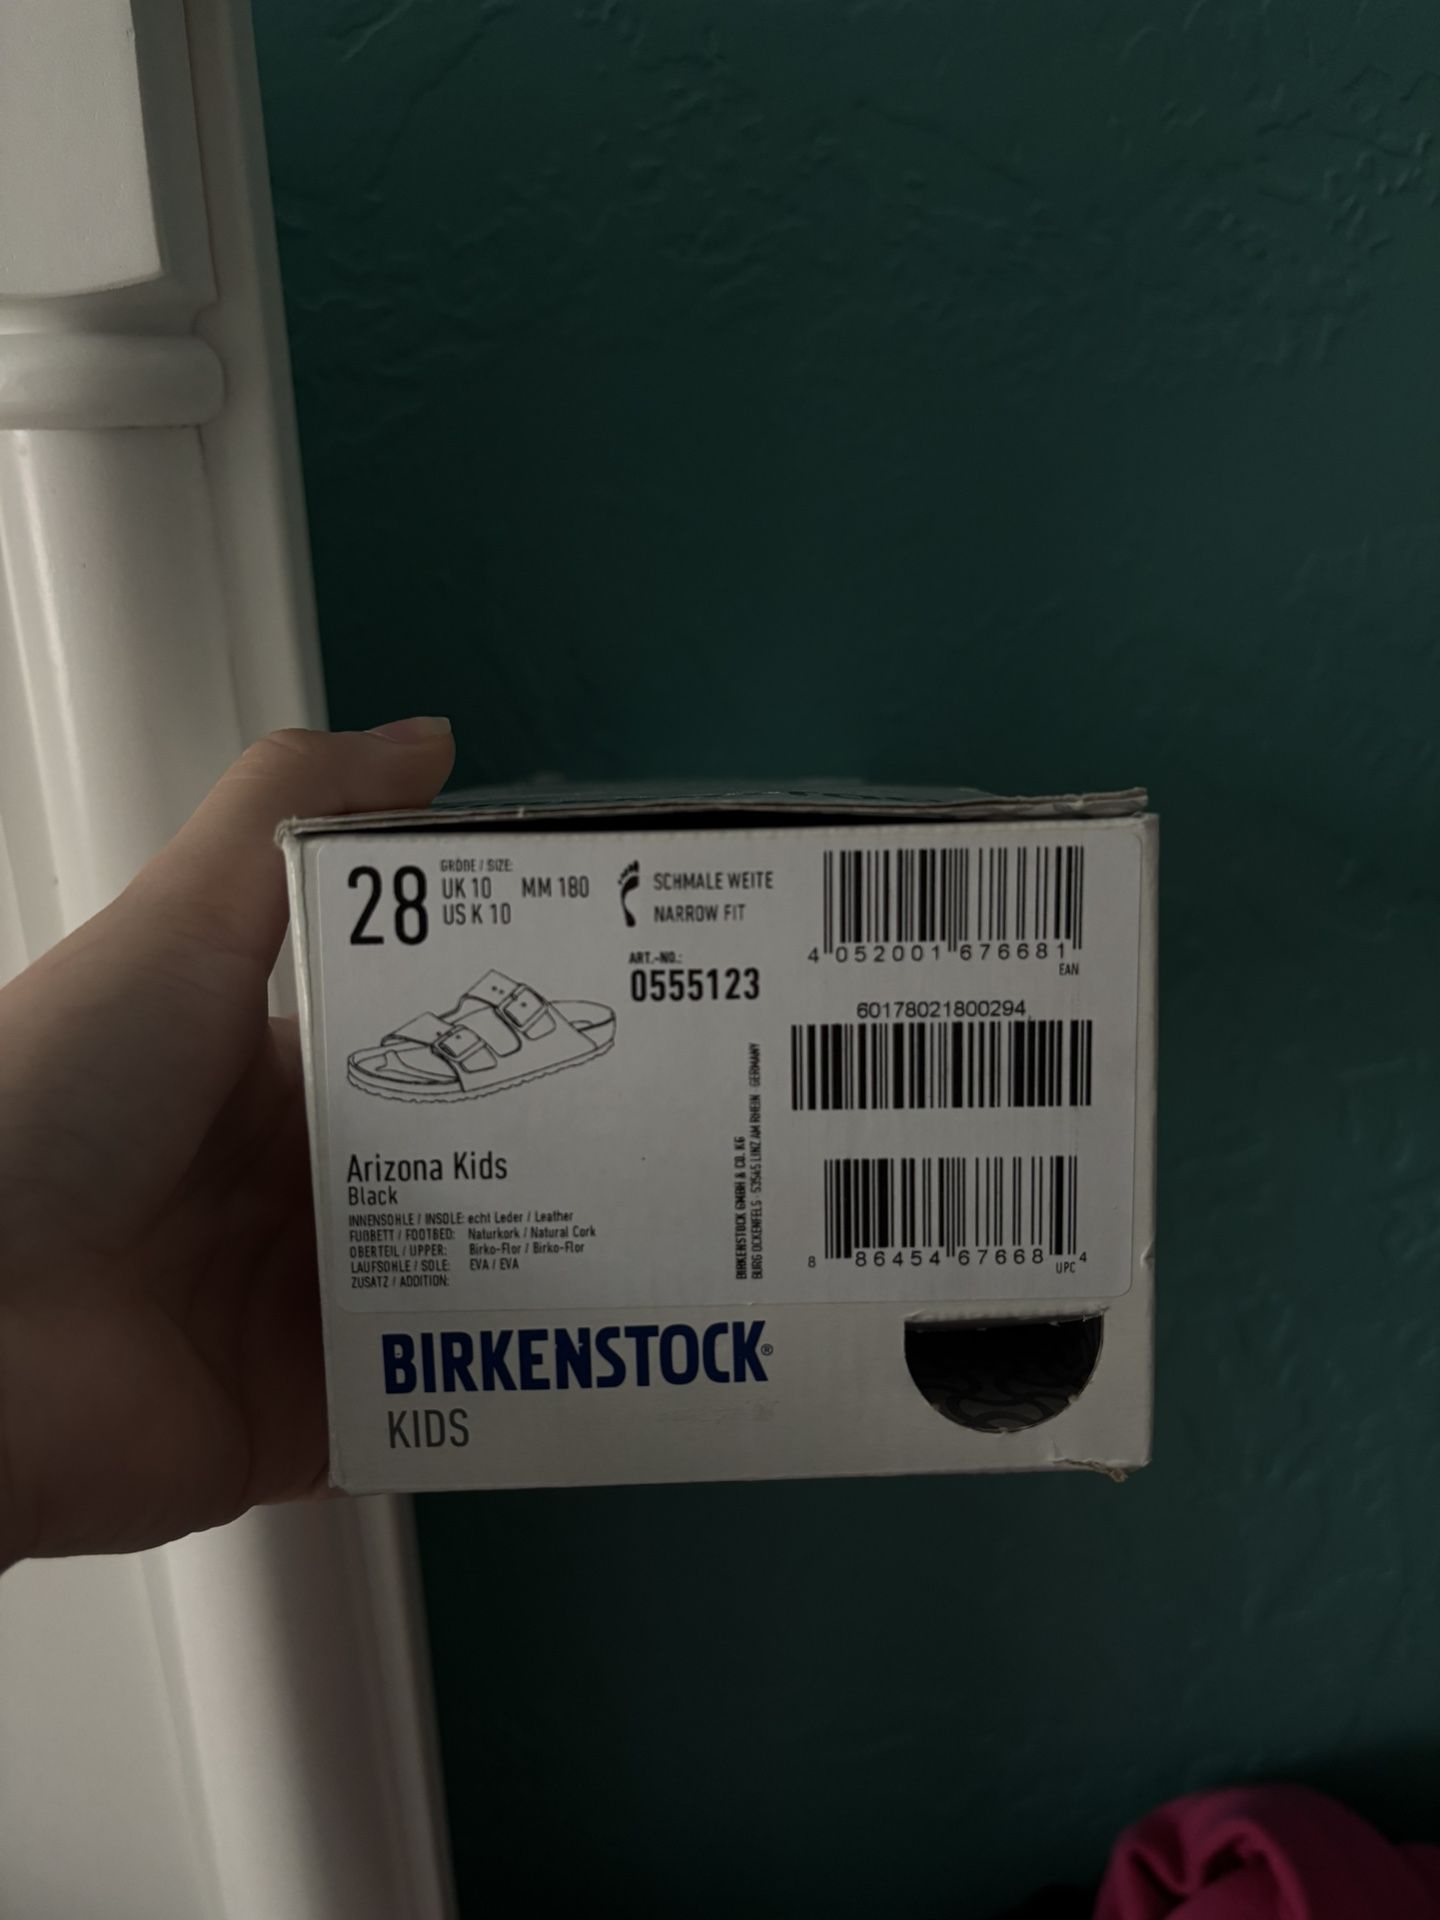 28
GRÖßE / SIZE:
UK 10 MM 180
US K 10
SCHMALE WEITE
NARROW FIT
ART.-NO.:
0555123
4 052001 676681
EAN
60178021800294
Arizona Kids
Black
INNENSOHLE / INSOLE: echt Leder / Leather
FUßBETT / FOOTBED: Naturkork / Natural Cork
OBERTEIL / UPPER: Birko-Flor / Birko-Flor
LAUFSOHLE / SOLE: EVA / EVA
ZUSATZ / ADDITION:
BIRKENSTOCK GMBH & CO. KG
BURG OCKENFELS · 53545 LINZ AM RHEIN · GERMANY
8 86454 67668 4
UPC
BIRKENSTOCK®
KIDS